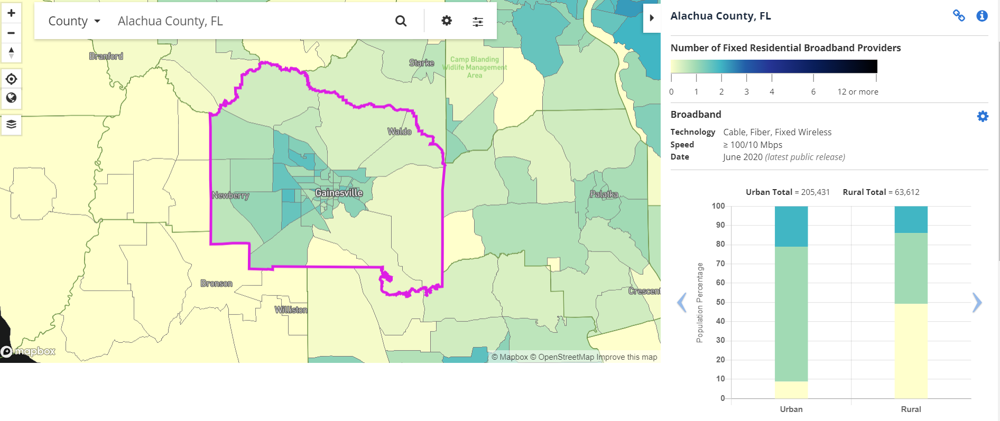 County
Alachua County, FL
Branford
Starke
Camp Blanding
Widlife Management
Area
Waldo
Newberry
Gainesville
Palatka
Bronson
Williston
Crescent
mapbox
© Mapbox © OpenStreetMap Improve this map
Alachua County, FL
Number of Fixed Residential Broadband Providers
0 1 2 3 4 6 12 or more
Broadband
Technology Cable, Fiber, Fixed Wireless
Speed ≥ 100/10 Mbps
Date June 2020 (latest public release)
Urban Total = 205,431 Rural Total = 63,612
Population Percentage
100
90
80
70
60
50
40
30
20
10
0
Urban Rural